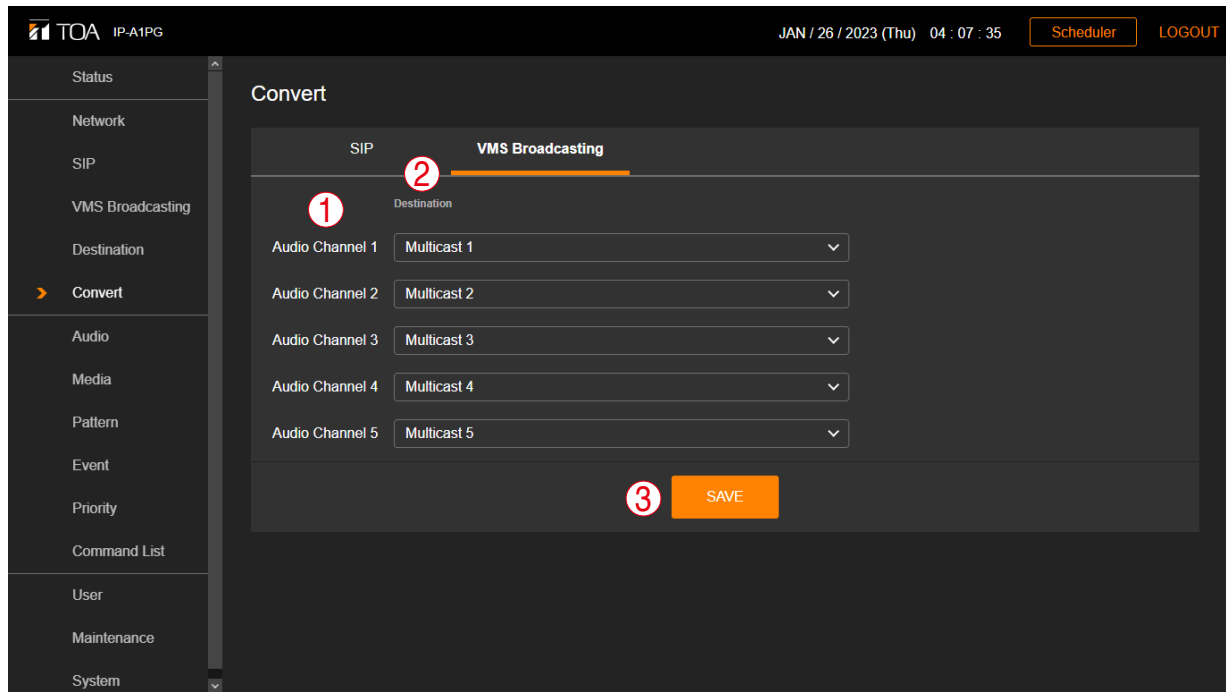 TOA IP-A1PG JAN / 26 / 2023 (Thu) 04 : 07 : 35 Scheduler LOGOUT
Status
Network
SIP
VMS Broadcasting
Destination
Convert
Audio
Media
Pattern
Event
Priority
Command List
User
Maintenance
System
Convert
SIP VMS Broadcasting
2
1 Destination
Audio Channel 1 Multicast 1
Audio Channel 2 Multicast 2
Audio Channel 3 Multicast 3
Audio Channel 4 Multicast 4
Audio Channel 5 Multicast 5
3 SAVE